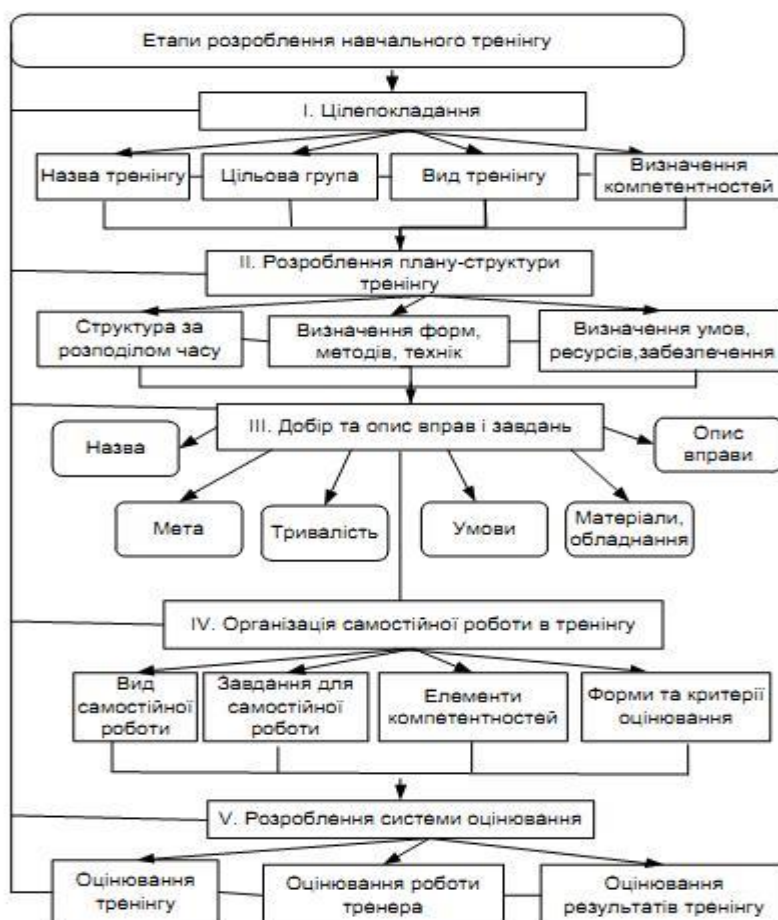 Етапи розроблення навчального тренінгу
І. Цілепокладання
Назва тренінгу
Цільова група
Вид тренінгу
Визначення
компетентностей
ІІ. Розроблення плану-структури
тренінгу
Структура за
розподілом часу
Визначення форм,
методів, технік
Визначення умов,
ресурсів,забезпечення
ІІІ. Добір та опис вправ і завдань
Назва
Опис
вправи
Мета
Тривалість
Умови
Матеріали,
обладнання
IV. Організація самостійної роботи в тренінгу
Вид
самостійної
роботи
Завдання для
самостійної
роботи
Елементи
компетентностей
Форми та критерії
оцінювання
V. Розроблення системи оцінювання
Оцінювання
тренінгу
Оцінювання роботи
тренера
Оцінювання
результатів тренінгу